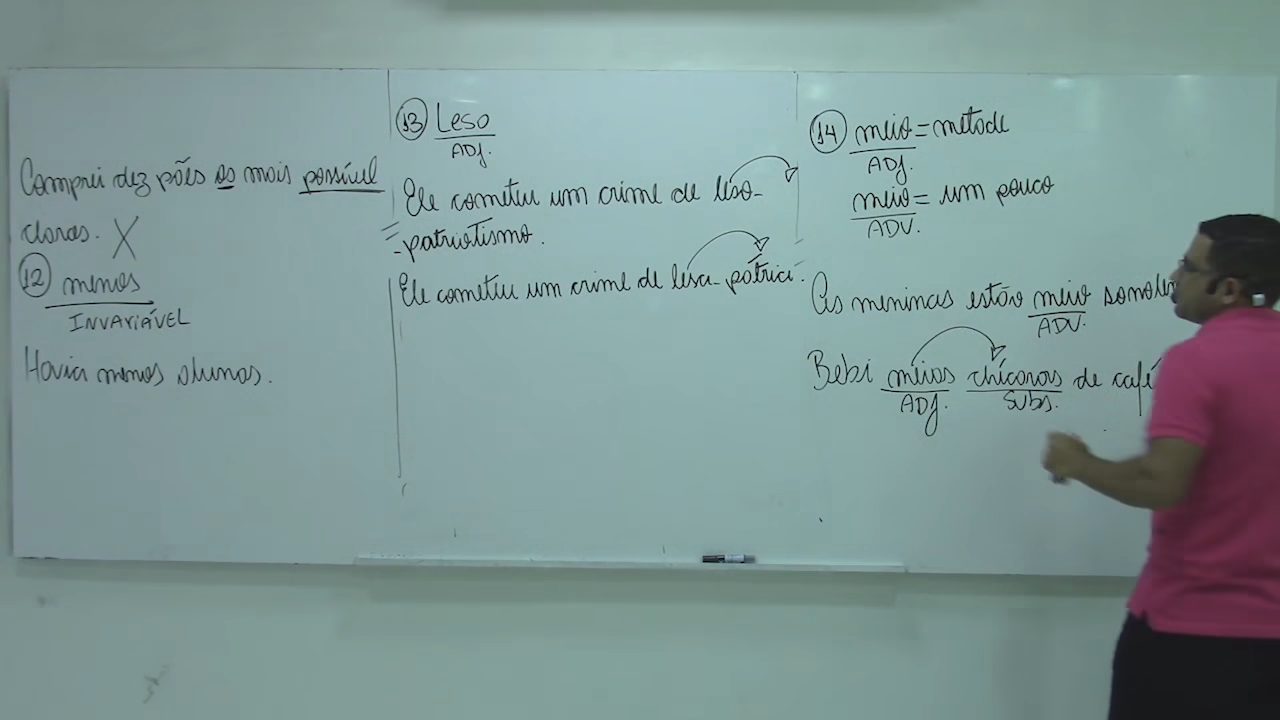 Comprei dez pães os mais possível
claros. X
12 menos
INVARIÁVEL
Havia menos alunas.
13 Leso
ADJ.
Ele cometeu um crime de leso-
-patriotismo.
Ele cometeu um crime de lesa-pátria.
14 meio = metade
ADJ.
meio = um pouco
ADV.
As meninas estão meio sonolen
ADV.
Bebi meias xícaras de café
ADJ. SUBS.